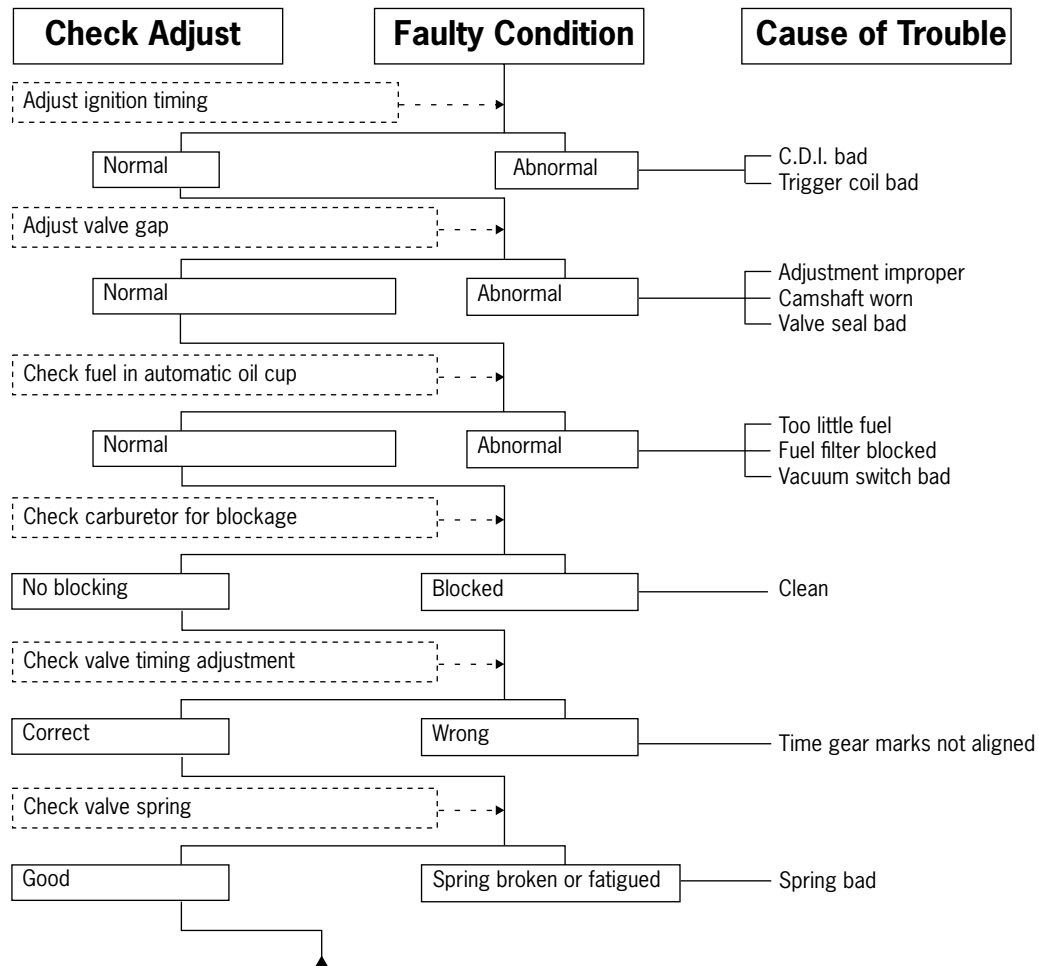 Check Adjust
Faulty Condition
Cause of Trouble
Adjust ignition timing
Normal
Abnormal
C.D.I. bad
Trigger coil bad
Adjust valve gap
Normal
Abnormal
Adjustment improper
Camshaft worn
Valve seal bad
Check fuel in automatic oil cup
Normal
Abnormal
Too little fuel
Fuel filter blocked
Vacuum switch bad
Check carburetor for blockage
No blocking
Blocked
Clean
Check valve timing adjustment
Correct
Wrong
Time gear marks not aligned
Check valve spring
Good
Spring broken or fatigued
Spring bad